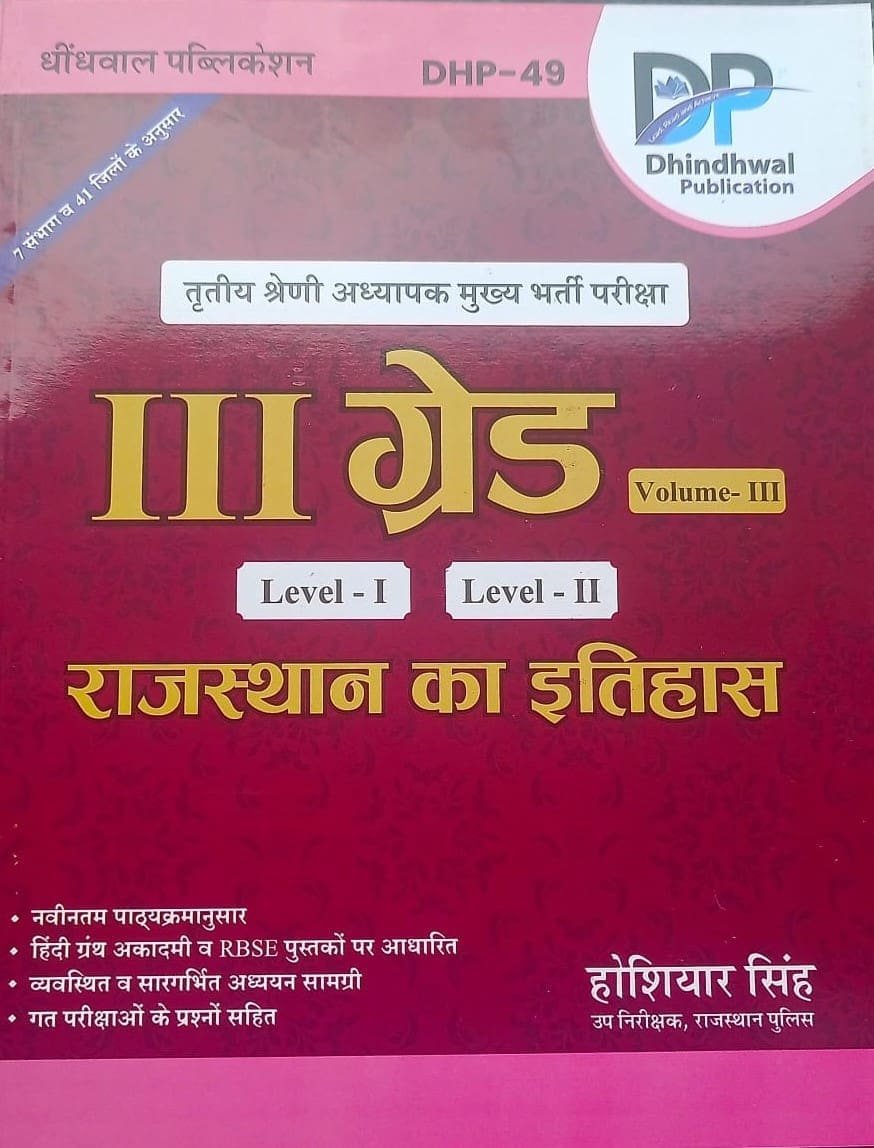 धींधवाल पब्लिकेशन
DHP-49
DP
Dhindhwal
Publication
7 संभाग व 41 जिलों के अनुसार
तृतीय श्रेणी अध्यापक मुख्य भर्ती परीक्षा
III ग्रेड
Volume- III
Level - I
Level - II
राजस्थान का इतिहास
• नवीनतम पाठ्यक्रमानुसार
• हिंदी ग्रंथ अकादमी व RBSE पुस्तकों पर आधारित
• व्यवस्थित व सारगर्भित अध्ययन सामग्री
• गत परीक्षाओं के प्रश्नों सहित
होशियार सिंह
उप निरीक्षक, राजस्थान पुलिस